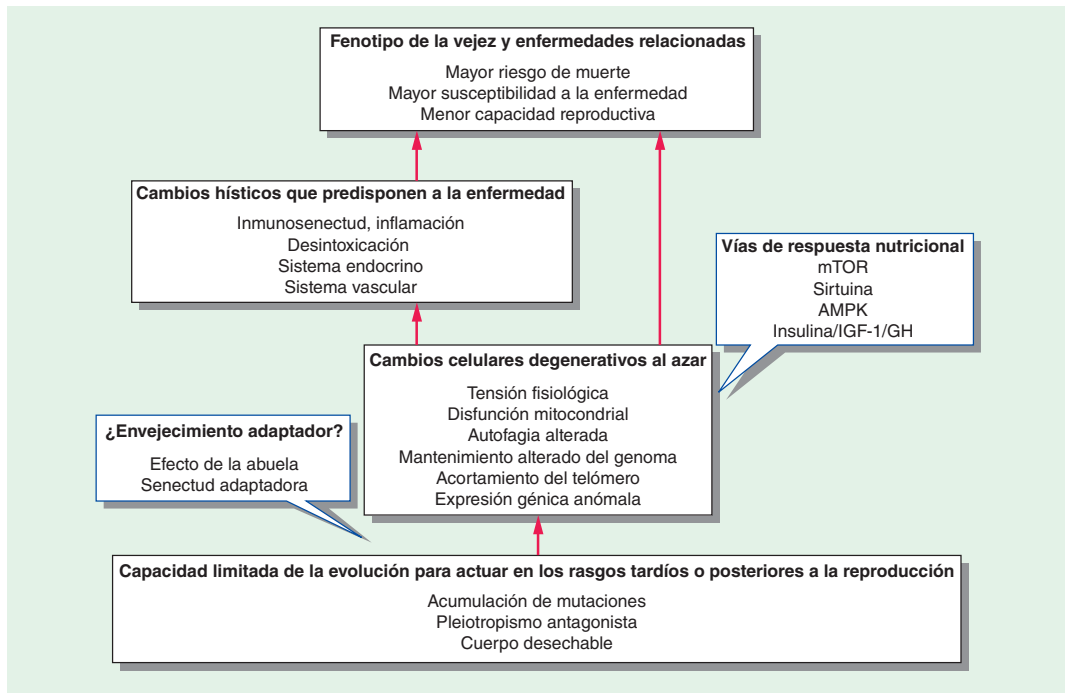 Fenotipo de la vejez y enfermedades relacionadas
Mayor riesgo de muerte
Mayor susceptibilidad a la enfermedad
Menor capacidad reproductiva
Cambios hísticos que predisponen a la enfermedad
Inmunosenectud, inflamación
Desintoxicación
Sistema endocrino
Sistema vascular
Vías de respuesta nutricional
mTOR
Sirtuina
AMPK
Insulina/IGF-1/GH
Cambios celulares degenerativos al azar
Tensión fisiológica
Disfunción mitocondrial
Autofagia alterada
Mantenimiento alterado del genoma
Acortamiento del telómero
Expresión génica anómala
¿Envejecimiento adaptador?
Efecto de la abuela
Senectud adaptadora
Capacidad limitada de la evolución para actuar en los rasgos tardíos o posteriores a la reproducción
Acumulación de mutaciones
Pleiotropismo antagonista
Cuerpo desechable